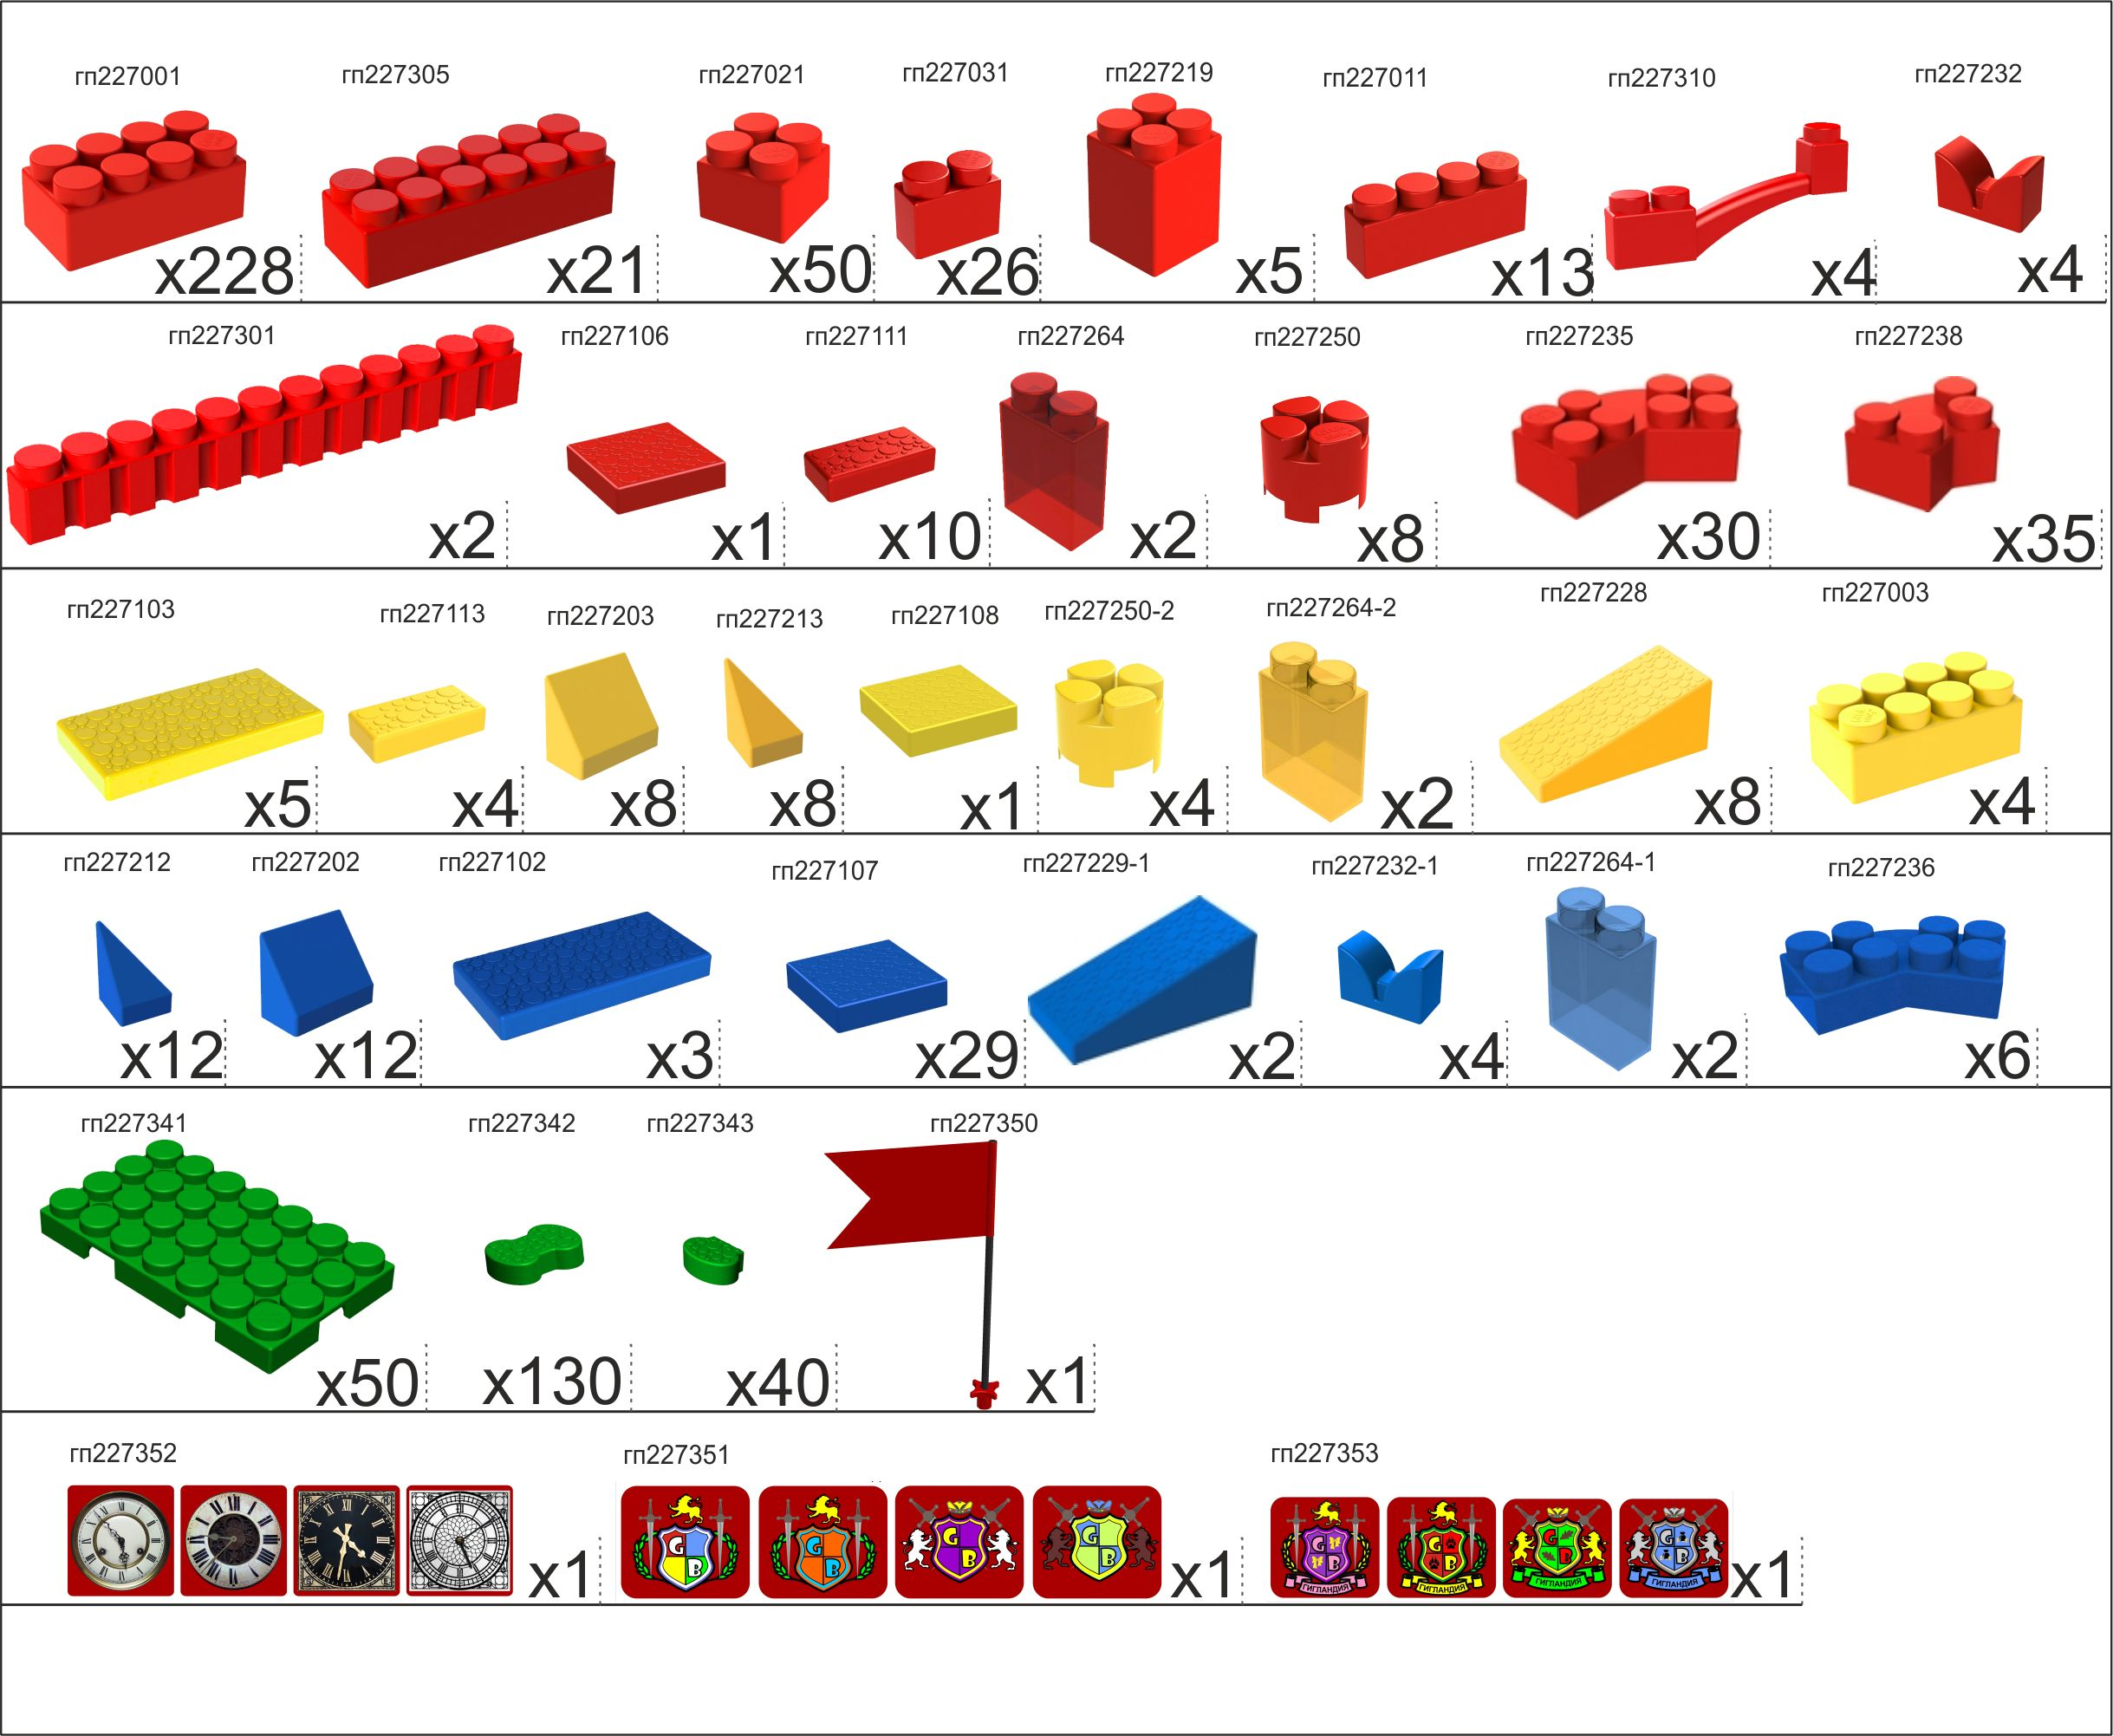 гп227001 гп227305 гп227021 гп227031 гп227219 гп227011 гп227310 гп227232
x228 x21 x50 x26 x5 x13 x4 x4
гп227301 гп227106 гп227111 гп227264 гп227250 гп227235 гп227238
x2 x1 x10 x2 x8 x30 x35
гп227103 гп227113 гп227203 гп227213 гп227108 гп227250-2 гп227264-2 гп227228 гп227003
x5 x4 x8 x8 x1 x4 x2 x8 x4
гп227212 гп227202 гп227102 гп227107 гп227229-1 гп227232-1 гп227264-1 гп227236
x12 x12 x3 x29 x2 x4 x2 x6
гп227341 гп227342 гп227343 гп227350
x50 x130 x40 x1
гп227352 гп227351 гп227353
G B G B G B G B G B G B G B G B
ГИГЛАНДИЯ ГИГЛАНДИЯ ГИГЛАНДИЯ ГИГЛАНДИЯ
x1 x1 x1